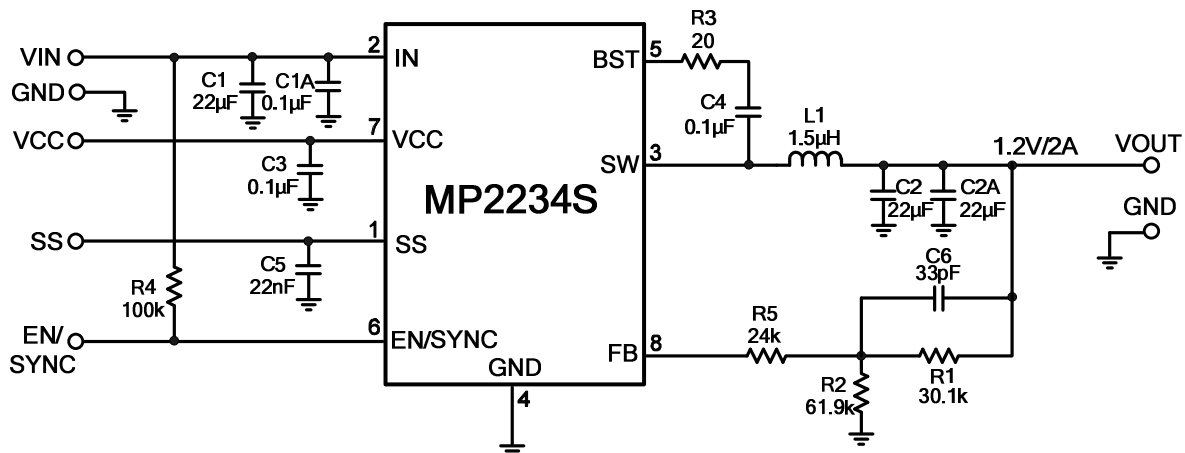 VIN
GND
VCC
SS
EN/
SYNC
R4
100k
C1
22µF
C1A
0.1µF
C3
0.1µF
C5
22nF
2
7
1
6
IN
VCC
SS
EN/SYNC
MP2234S
GND
4
BST
SW
FB
5
3
8
R3
20
C4
0.1µF
L1
1.5µH
C2
22µF
C2A
22µF
1.2V/2A
VOUT
GND
C6
33pF
R5
24k
R2
61.9k
R1
30.1k